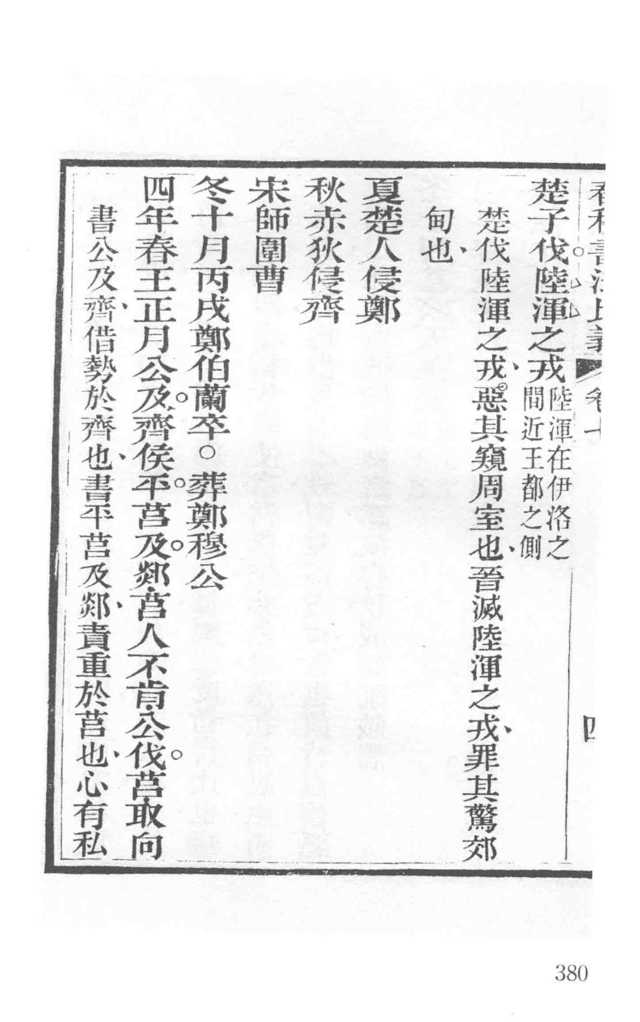 春秋書法比義 卷七 四
楚子伐陸渾之戎 陸渾在伊洛之
間近王都之側
楚伐陸渾之戎惡其窺周室也晉滅陸渾之戎罪其驚郊
甸也
夏楚人侵鄭
秋赤狄侵齊
宋師圍曹
冬十月丙戌鄭伯蘭卒○葬鄭穆公
四年春王正月公及齊侯平莒及郯莒人不肯公伐莒取向
書公及齊借勢於齊也書平莒及郯責重於莒也心有私
380